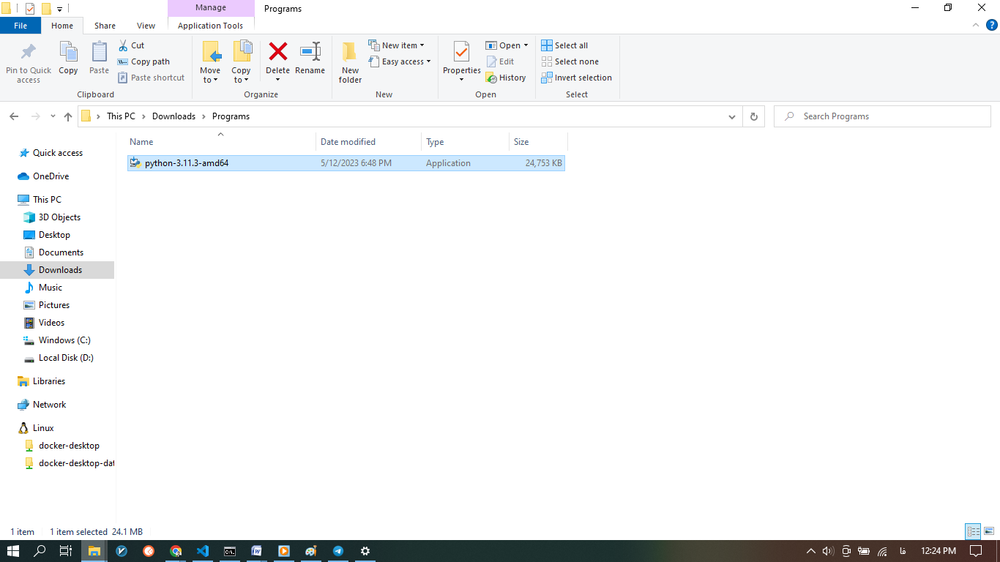 Manage
Programs
File
Home
Share
View
Application Tools
Pin to Quick access
Copy
Paste
Cut
Copy path
Paste shortcut
Clipboard
Move to
Copy to
Delete
Rename
Organize
New folder
New item
Easy access
New
Properties
Open
Edit
History
Open
Select all
Select none
Invert selection
Select
This PC > Downloads > Programs
Search Programs
Name Date modified Type Size
python-3.11.3-amd64 5/12/2023 6:48 PM Application 24,753 KB
Quick access
OneDrive
This PC
3D Objects
Desktop
Documents
Downloads
Music
Pictures
Videos
Windows (C:)
Local Disk (D:)
Libraries
Network
Linux
docker-desktop
docker-desktop-dat
1 item 1 item selected 24.1 MB
فا 12:24 PM